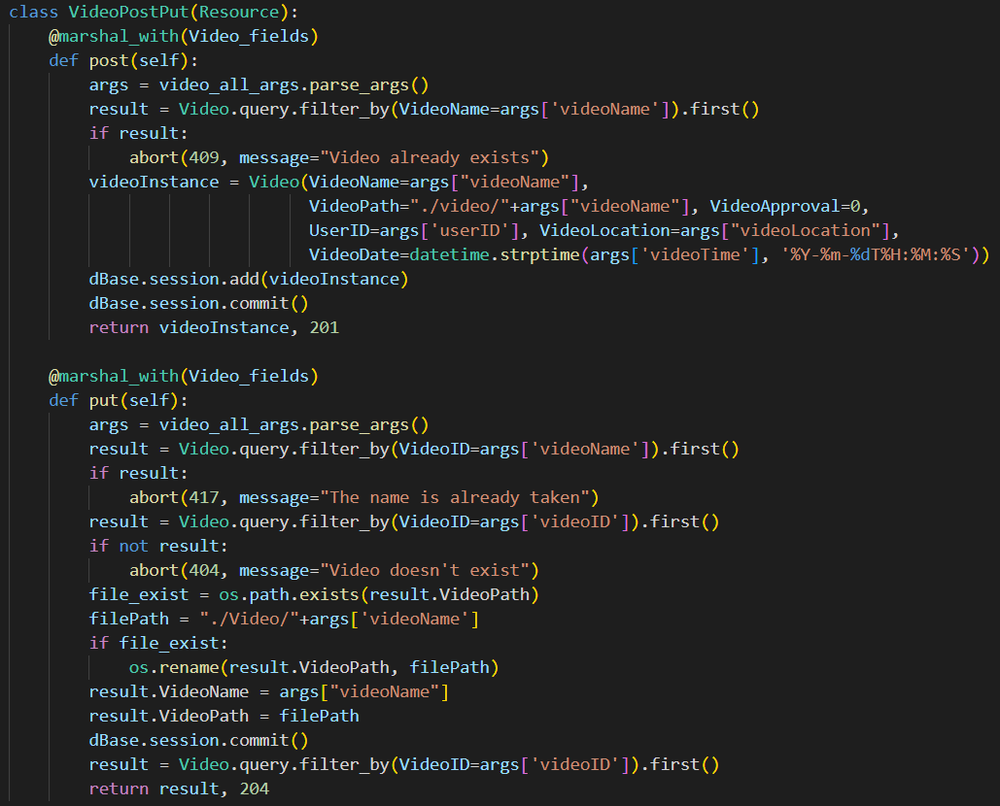 class VideoPostPut(Resource):
    @marshal_with(Video_fields)
    def post(self):
        args = video_all_args.parse_args()
        result = Video.query.filter_by(VideoName=args['videoName']).first()
        if result:
            abort(409, message="Video already exists")
        videoInstance = Video(VideoName=args["videoName"],
                              VideoPath="./video/"+args["videoName"], VideoApproval=0,
                              UserID=args['userID'], VideoLocation=args["videoLocation"],
                              VideoDate=datetime.strptime(args['videoTime'], '%Y-%m-%dT%H:%M:%S'))
        dBase.session.add(videoInstance)
        dBase.session.commit()
        return videoInstance, 201

    @marshal_with(Video_fields)
    def put(self):
        args = video_all_args.parse_args()
        result = Video.query.filter_by(VideoID=args['videoName']).first()
        if result:
            abort(417, message="The name is already taken")
        result = Video.query.filter_by(VideoID=args['videoID']).first()
        if not result:
            abort(404, message="Video doesn't exist")
        file_exist = os.path.exists(result.VideoPath)
        filePath = "./Video/"+args['videoName']
        if file_exist:
            os.rename(result.VideoPath, filePath)
        result.VideoName = args["videoName"]
        result.VideoPath = filePath
        dBase.session.commit()
        result = Video.query.filter_by(VideoID=args['videoID']).first()
        return result, 204